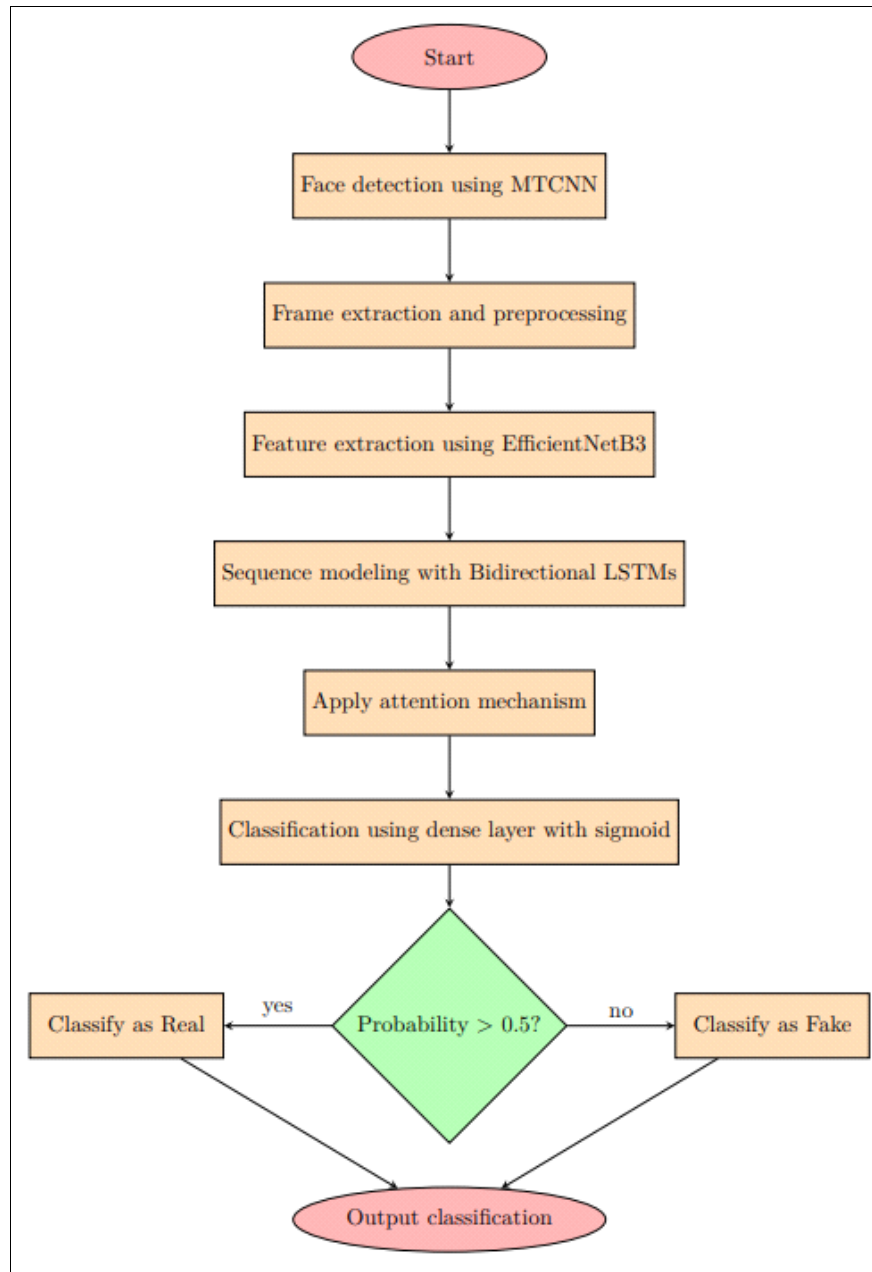 Start
Face detection using MTCNN
Frame extraction and preprocessing
Feature extraction using EfficientNetB3
Sequence modeling with Bidirectional LSTMs
Apply attention mechanism
Classification using dense layer with sigmoid
yes
no
Classify as Real
Probability > 0.5?
Classify as Fake
Output classification